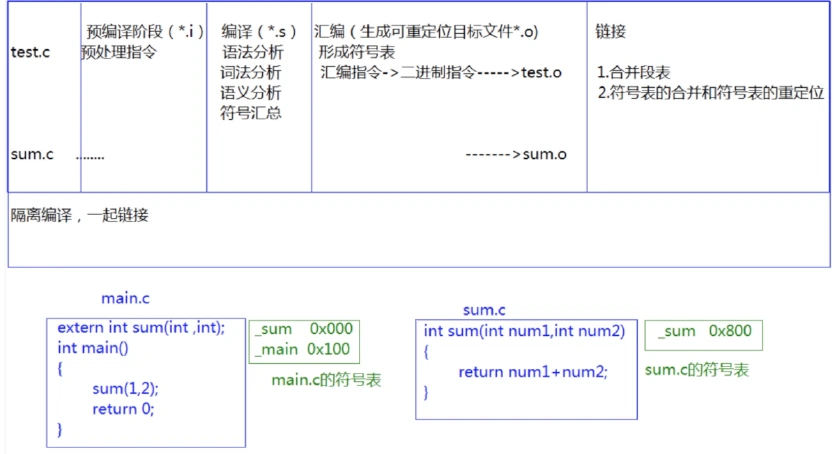 预编译阶段（*.i） 编译（*.s） 汇编（生成可重定位目标文件*.o) 链接
test.c 预处理指令 语法分析 形成符号表
词法分析 汇编指令->二进制指令----->test.o 1.合并段表
语义分析 2.符号表的合并和符号表的重定位
符号汇总
sum.c ........ ------->sum.o
隔离编译，一起链接
main.c
extern int sum(int ,int);
int main()
{
sum(1,2);
return 0;
}
_sum 0x000
_main 0x100
main.c的符号表
sum.c
int sum(int num1,int num2)
{
return num1+num2;
}
_sum 0x800
sum.c的符号表